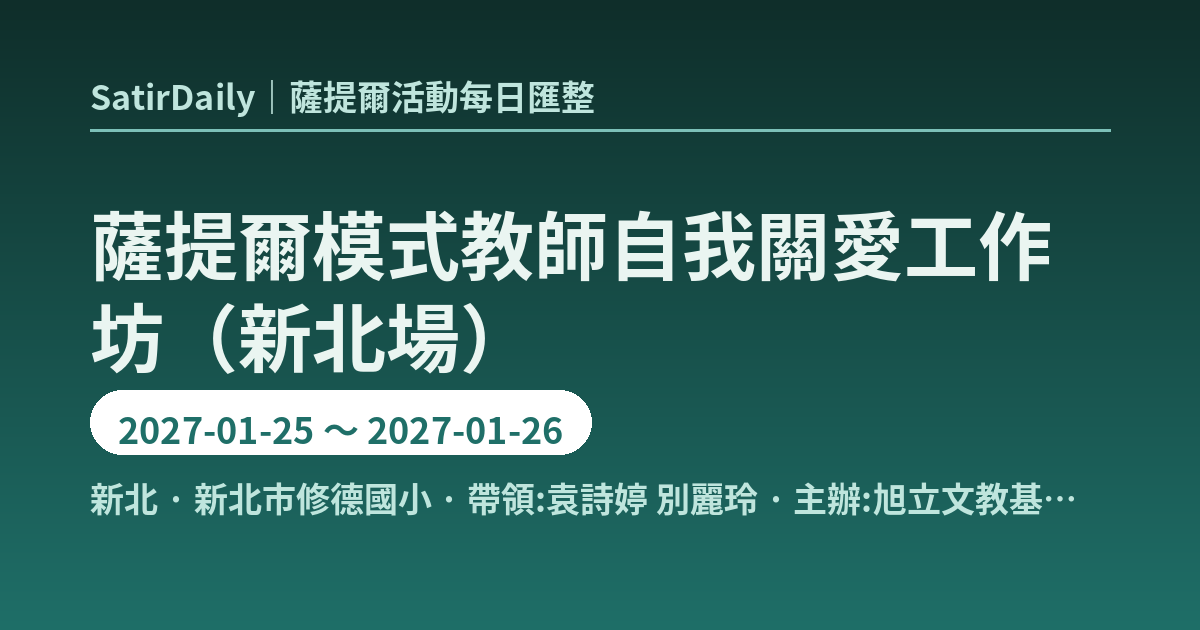 SatirDaily｜薩提爾活動每日匯整
薩提爾模式教師自我關愛工作
坊（新北場）
2027-01-25 ～ 2027-01-26
新北 · 新北市修德國小 · 帶領:袁詩婷 別麗玲 · 主辦:旭立文教基…